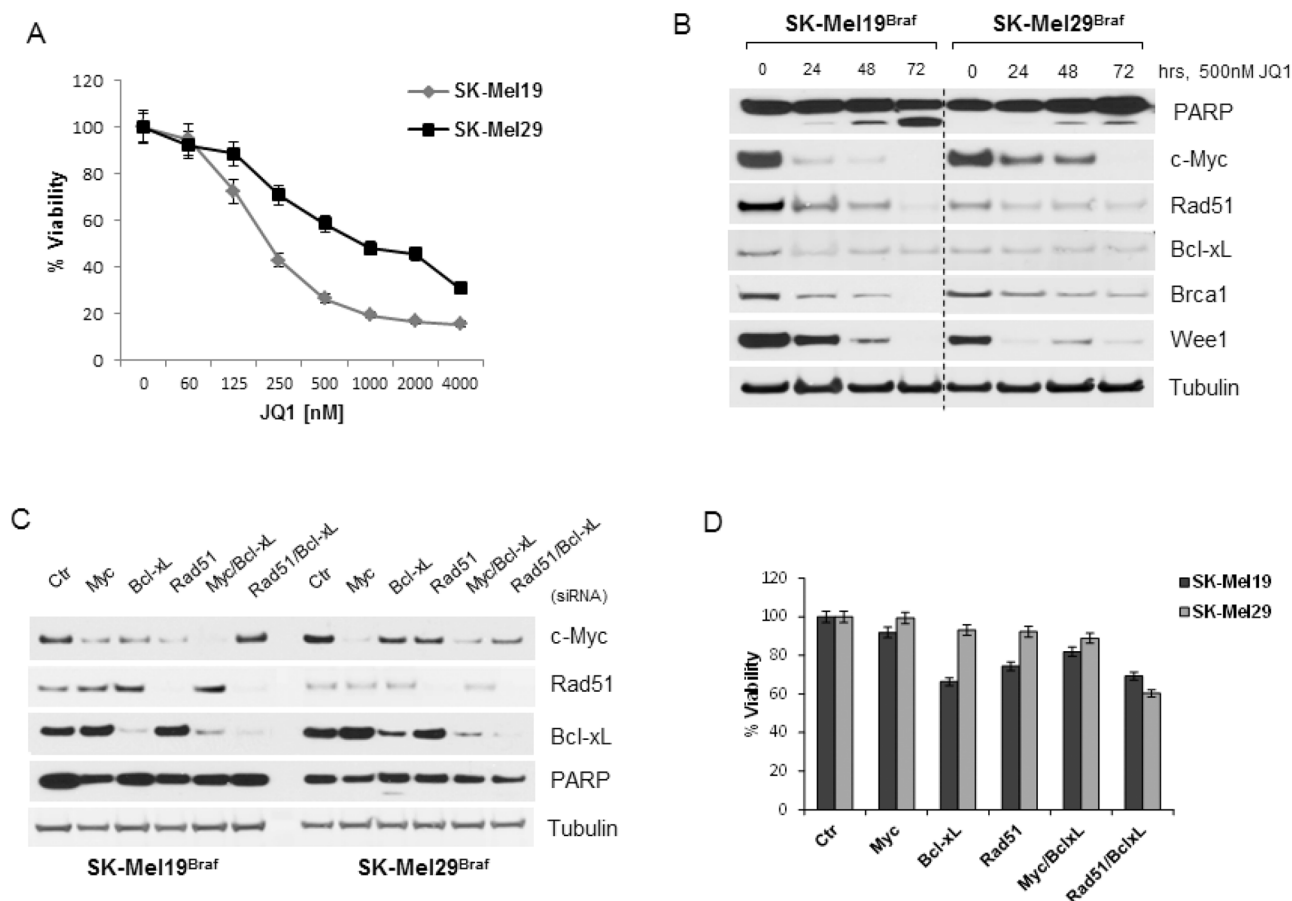 A
120
100
80
60
40
20
0
% Viability
SK-Mel19
SK-Mel29
0 60 125 250 500 1000 2000 4000
JQ1 [nM]
B
SK-Mel19Braf SK-Mel29Braf
0 24 48 72 0 24 48 72 hrs, 500nM JQ1
PARP
c-Myc
Rad51
Bcl-xL
Brca1
Wee1
Tubulin
C
Ctr Myc Bcl-xL Rad51 Myc/Bcl-xL Rad51/Bcl-xL Ctr Myc Bcl-xL Rad51 Myc/Bcl-xL Rad51/Bcl-xL
(siRNA)
c-Myc
Rad51
Bcl-xL
PARP
Tubulin
SK-Mel19Braf SK-Mel29Braf
D
120
100
80
60
40
20
0
% Viability
SK-Mel19
SK-Mel29
Ctr Myc Bcl-xL Rad51 Myc/BclxL Rad51/BclxL